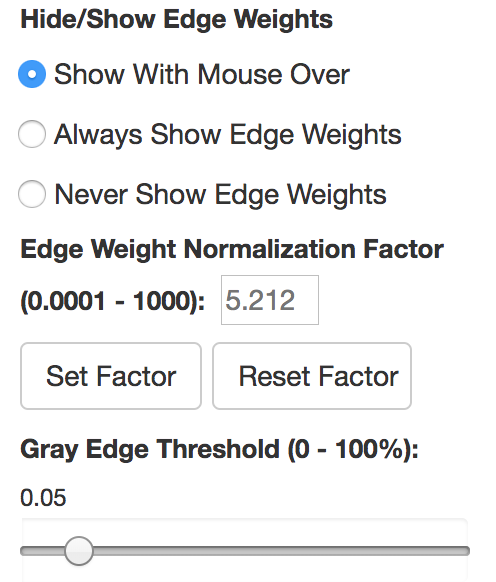 Hide/Show Edge Weights
Show With Mouse Over
Always Show Edge Weights
Never Show Edge Weights
Edge Weight Normalization Factor
(0.0001 - 1000): 5.212
Set Factor Reset Factor
Gray Edge Threshold (0 - 100%):
0.05